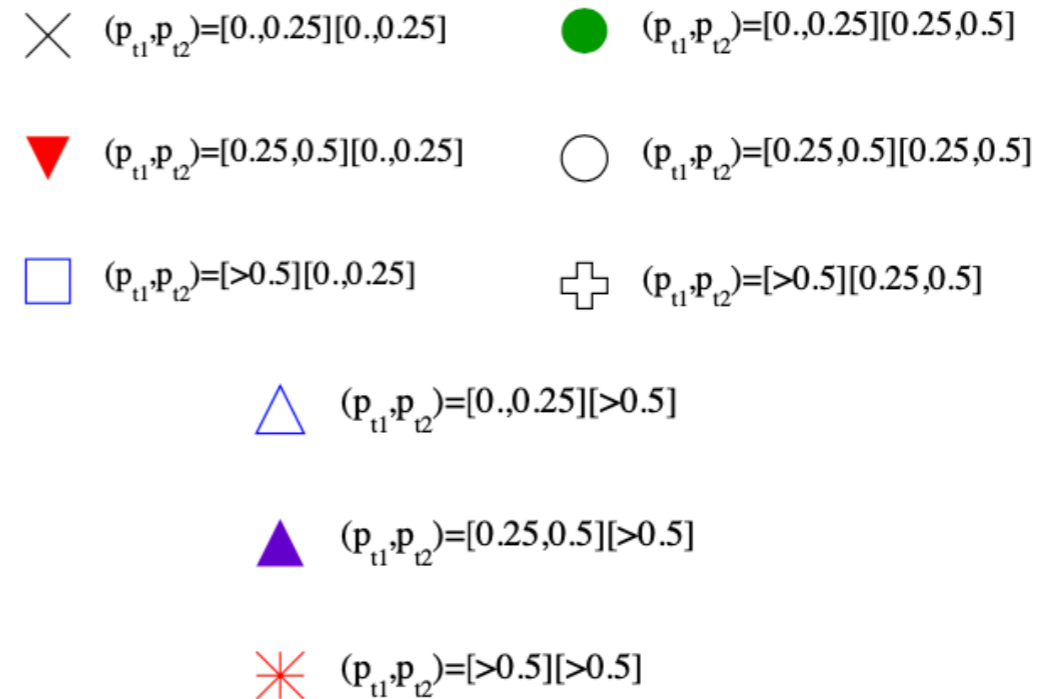 (pt1,pt2)=[0.,0.25][0.,0.25]
(pt1,pt2)=[0.,0.25][0.25,0.5]
(pt1,pt2)=[0.25,0.5][0.,0.25]
(pt1,pt2)=[0.25,0.5][0.25,0.5]
(pt1,pt2)=[>0.5][0.,0.25]
(pt1,pt2)=[>0.5][0.25,0.5]
(pt1,pt2)=[0.,0.25][>0.5]
(pt1,pt2)=[0.25,0.5][>0.5]
(pt1,pt2)=[>0.5][>0.5]